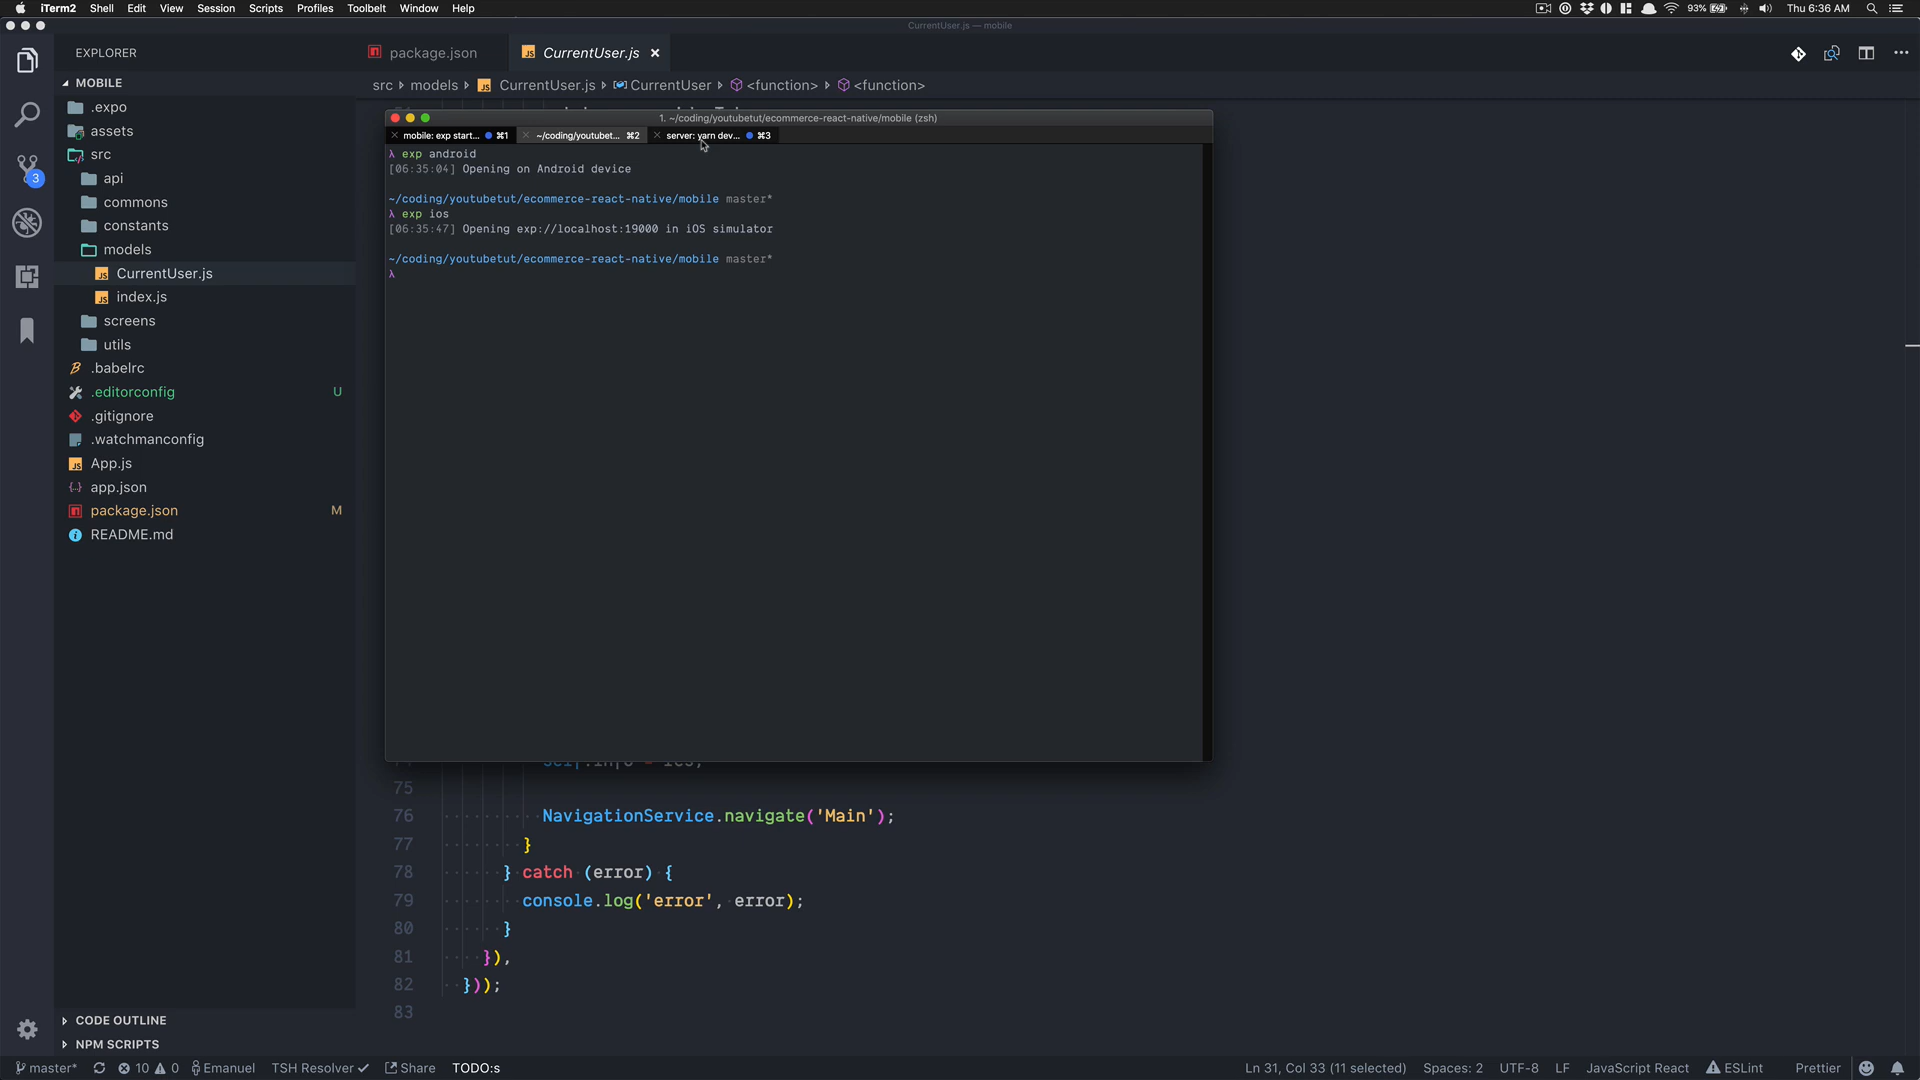 iTerm2 Shell Edit View Session Scripts Profiles Toolbelt Window Help
93% Thu 6:36 AM
CurrentUser.js — mobile
EXPLORER
package.json
CurrentUser.js
MOBILE
src models CurrentUser.js CurrentUser <function> <function>
1. ~/coding/youtubetut/ecommerce-react-native/mobile (zsh)
mobile: exp start... ⌘1 ~/coding/youtubet... ⌘2 server: yarn dev... ⌘3
λ exp android
[06:35:04] Opening on Android device
~/coding/youtubetut/ecommerce-react-native/mobile master*
λ exp ios
[06:35:47] Opening exp://localhost:19000 in iOS simulator
~/coding/youtubetut/ecommerce-react-native/mobile master*
λ
.expo
assets
src
api
commons
constants
models
CurrentUser.js
index.js
screens
utils
.babelrc
.editorconfig U
.gitignore
.watchmanconfig
App.js
app.json
package.json M
README.md
3
75
76 NavigationService.navigate('Main');
77 }
78 } catch (error) {
79 console.log('error', error);
80 }
81 }),
82 }));
83
CODE OUTLINE
NPM SCRIPTS
master* 10 0 Emanuel TSH Resolver Share TODO:s
Ln 31, Col 33 (11 selected) Spaces: 2 UTF-8 LF JavaScript React ESLint Prettier